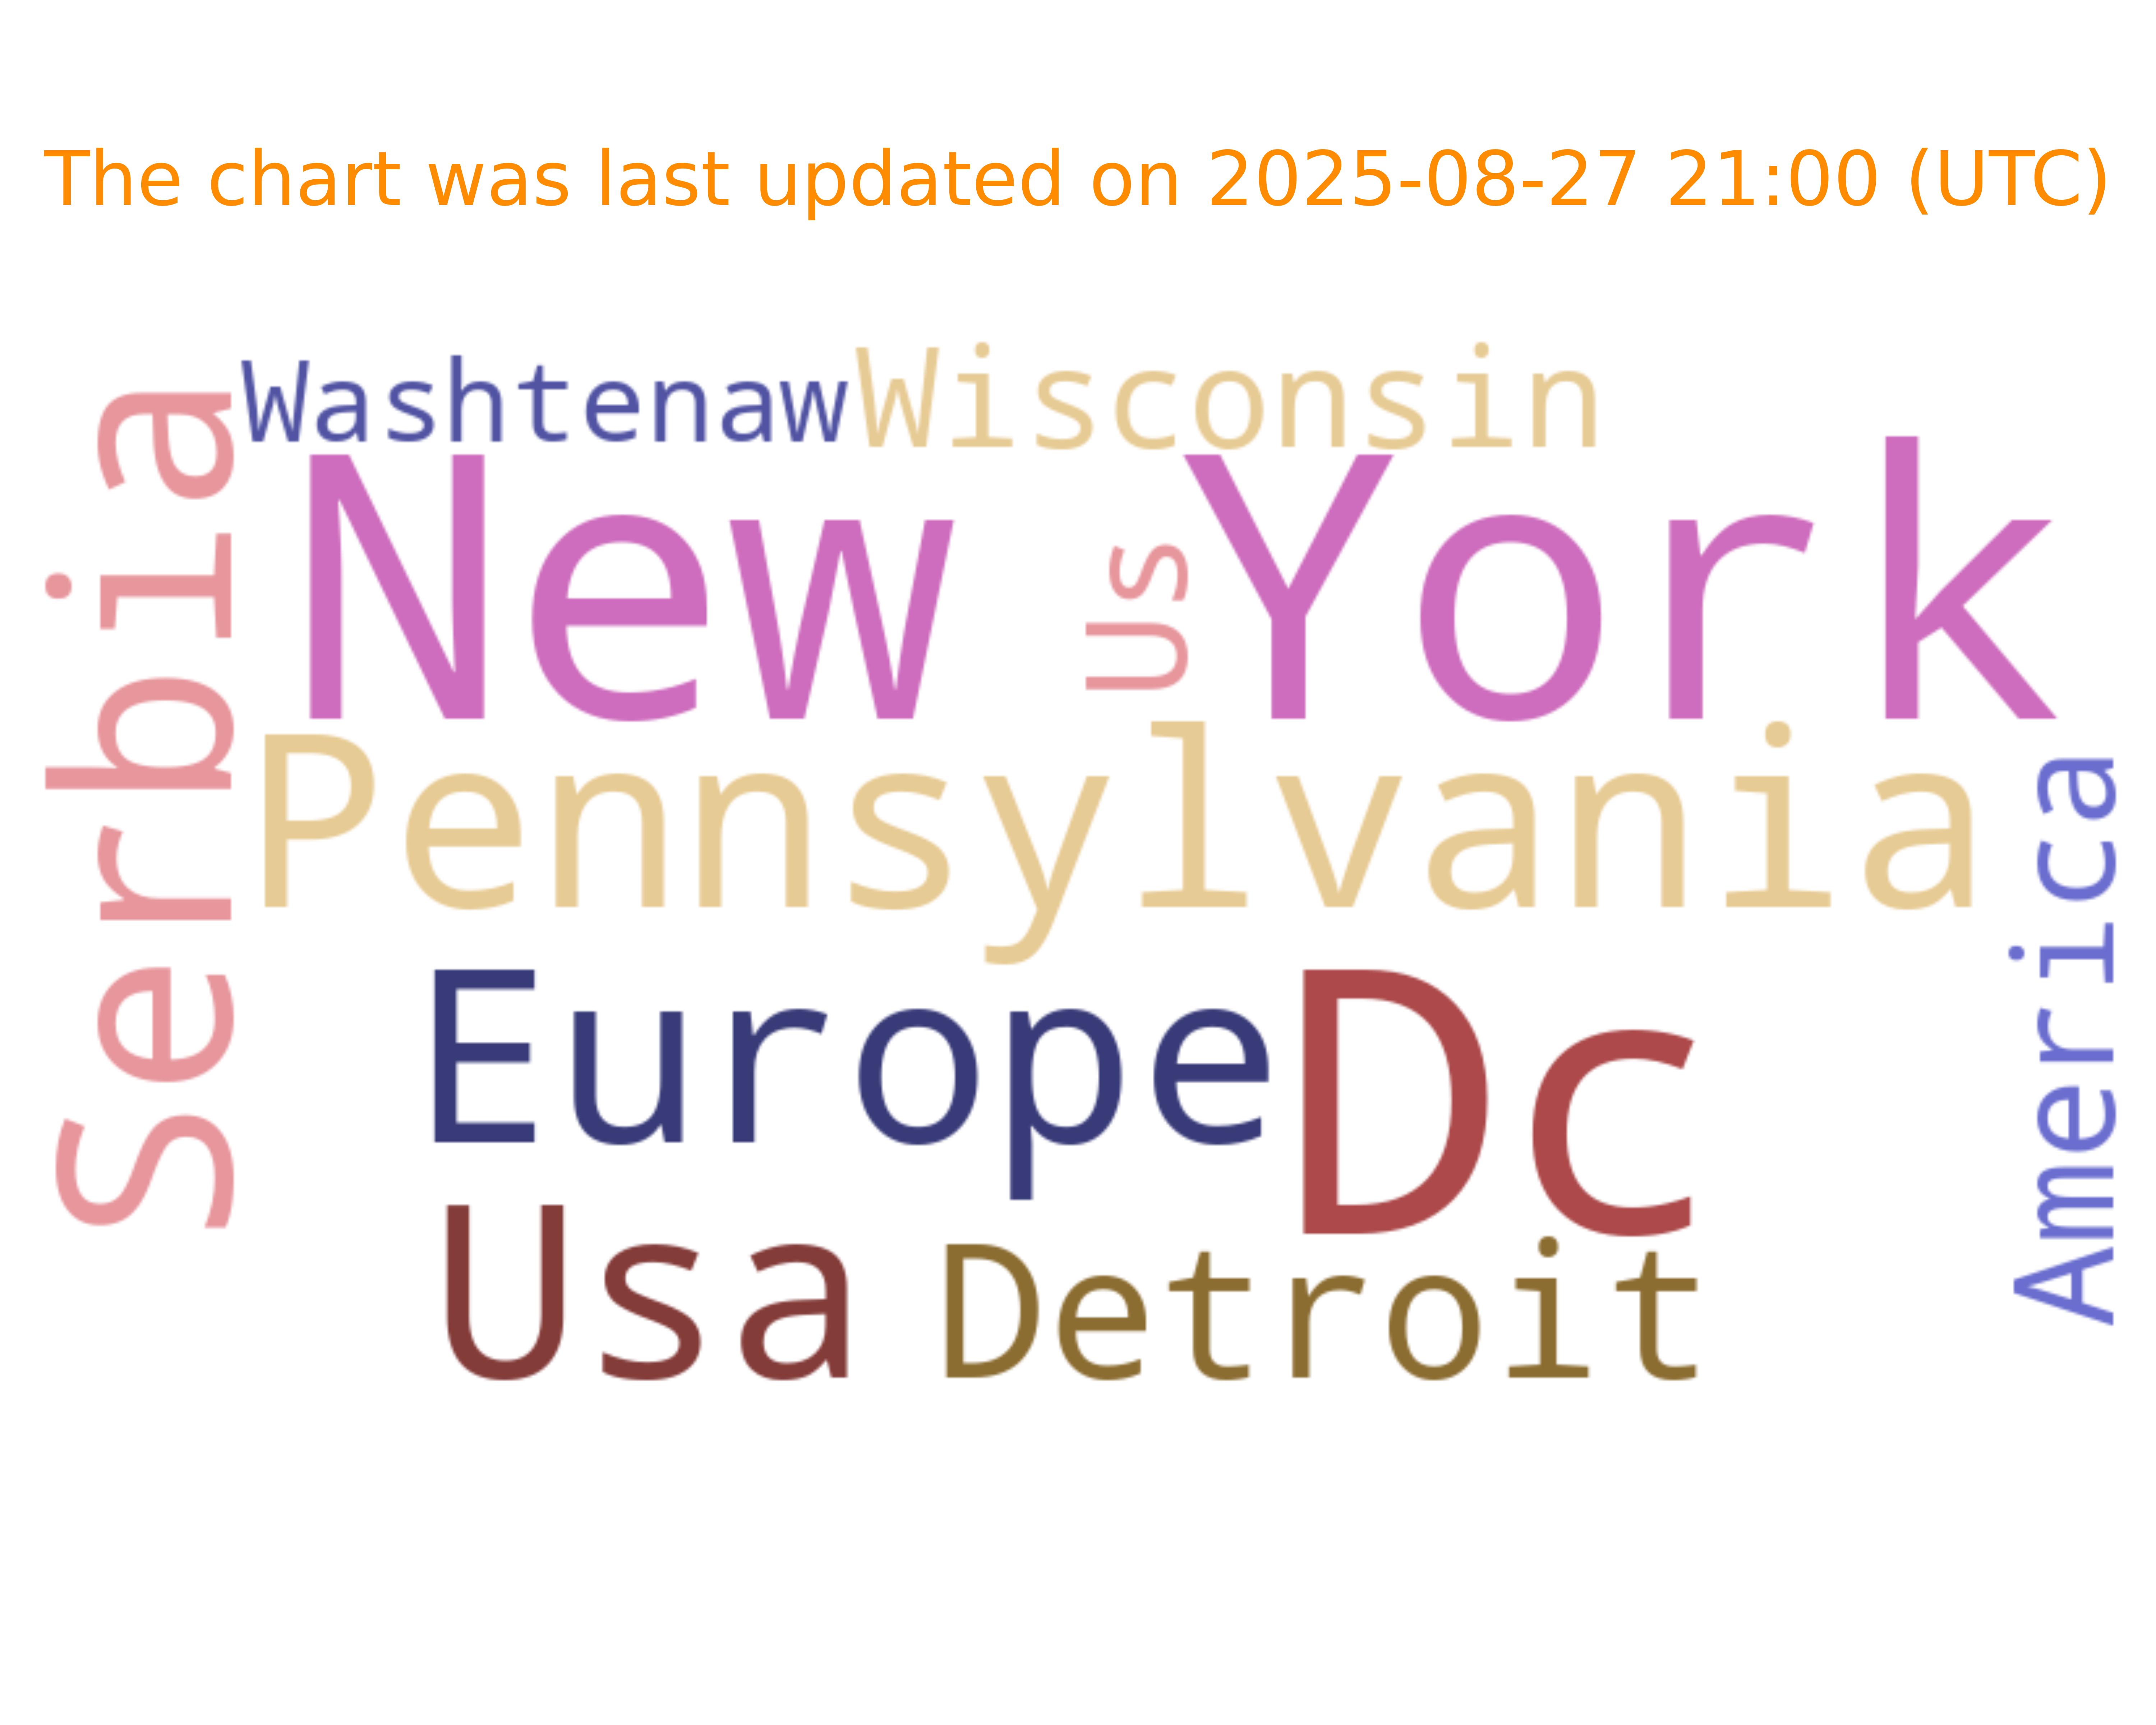 The chart was last updated on 2025-08-27 21:00 (UTC)
Washtenaw
Wisconsin
Serbia
New York
us
Pennsylvania
America
Europe
Dc
Usa
Detroit